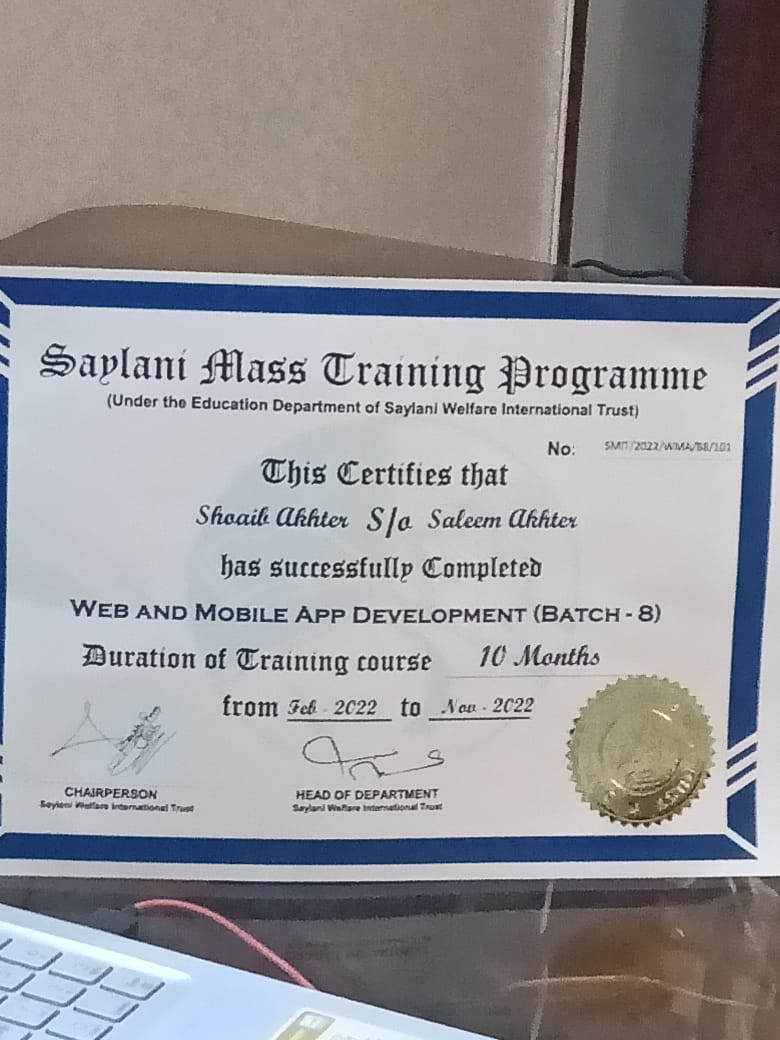 Saylani Mass Training Programme
(Under the Education Department of Saylani Welfare International Trust)
No: SMIT/2022/WMA/B8/101
This Certifies that
Shoaib Akhter S/o Saleem Akhter
has successfully Completed
WEB AND MOBILE APP DEVELOPMENT (BATCH - 8)
Duration of Training course 10 Months
from Feb - 2022 to Nov - 2022
CHAIRPERSON
Saylani Welfare International Trust
HEAD OF DEPARTMENT
Saylani Welfare International Trust